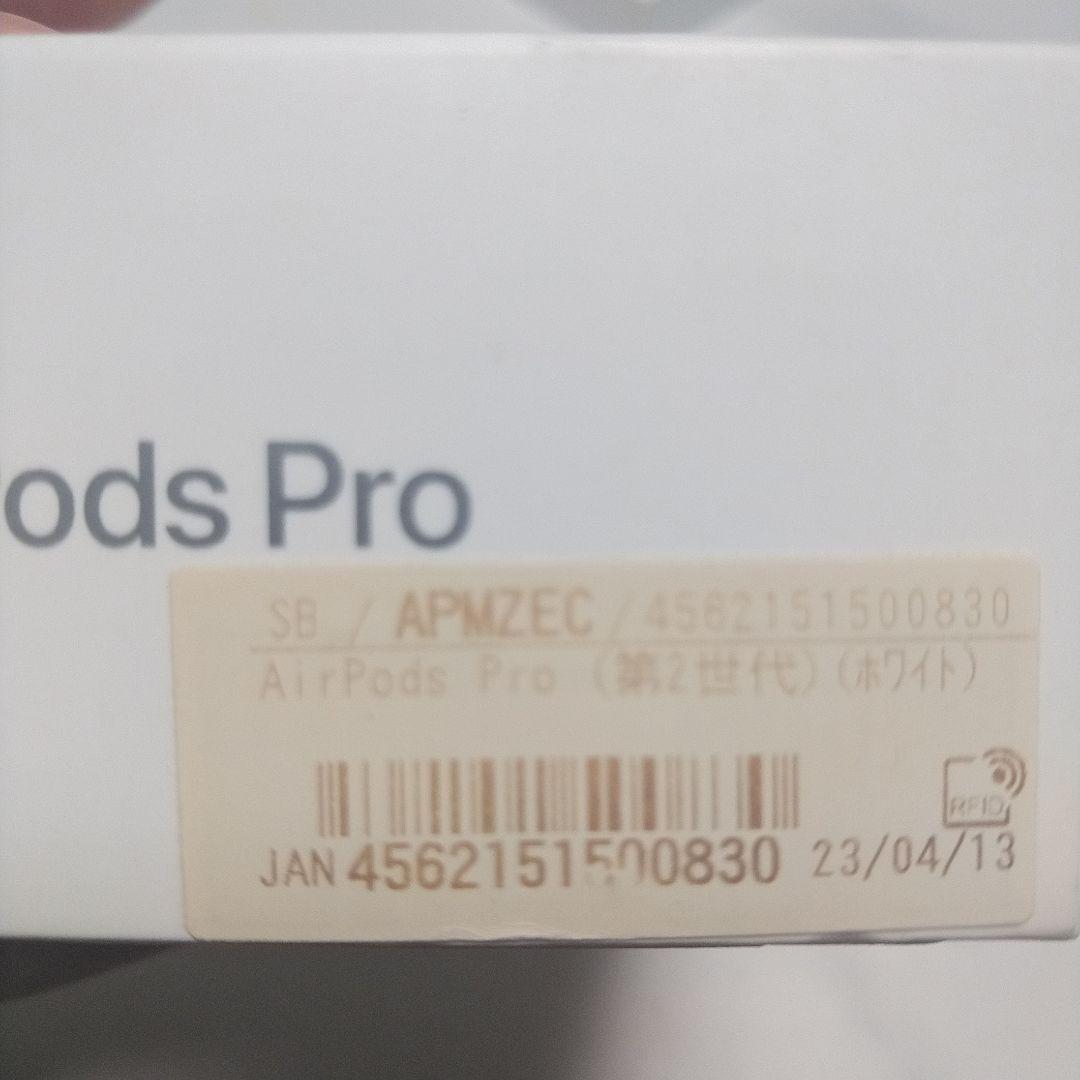 Pods Pro
SB / APMZEC / 4562151500830
AirPods Pro (第2世代) (ホワイト)
RFID
JAN 4562151500830 23/04/13